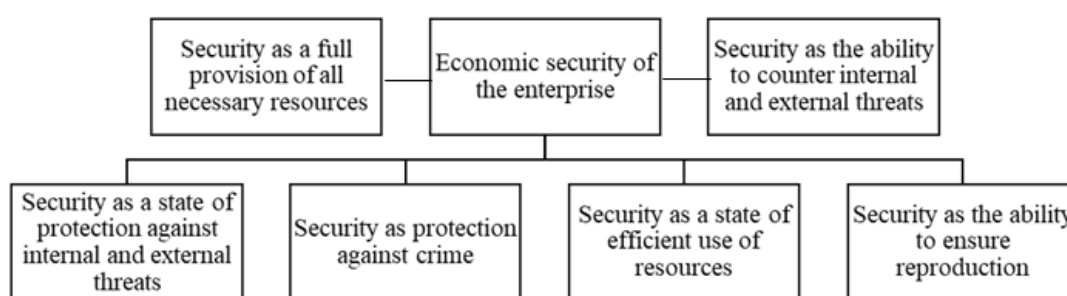 Security as a full
provision of all
necessary resources
Economic security of
the enterprise
Security as the ability
to counter internal
and external threats
Security as a state of
protection against
internal and external
threats
Security as protection
against crime
Security as a state of
efficient use of
resources
Security as the ability
to ensure
reproduction